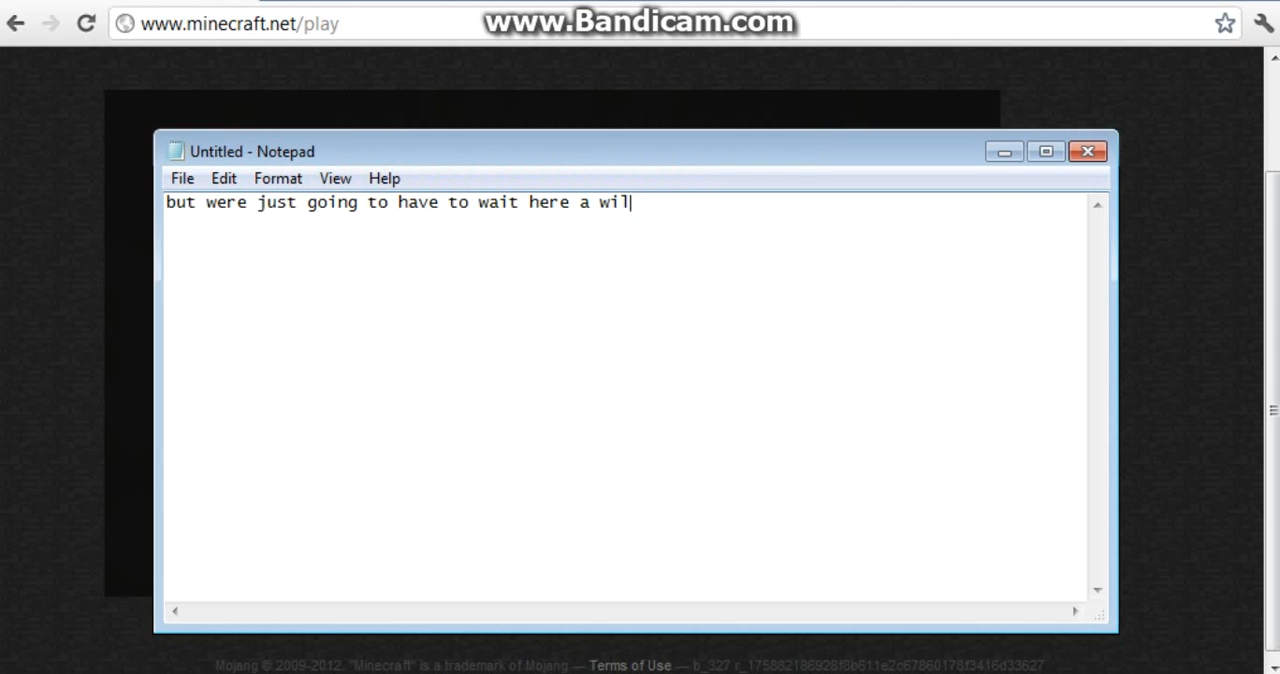 www.minecraft.net/play
www.Bandicam.com
Untitled - Notepad
File Edit Format View Help
but were just going to have to wait here a wil
Mojang © 2009-2012. "Minecraft" is a trademark of Mojang — Terms of Use — b_327